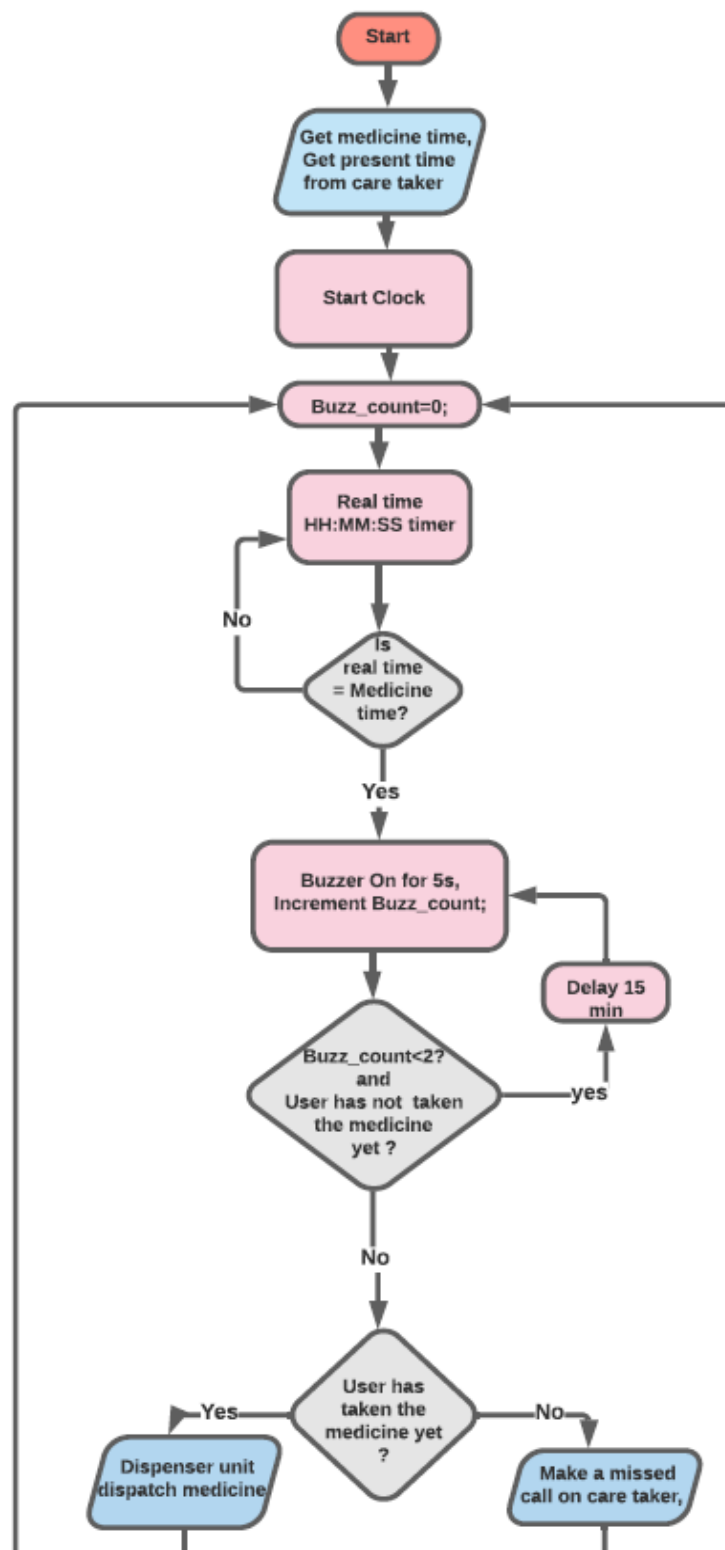 Start
Get medicine time,
Get present time
from care taker
Start Clock
Buzz_count=0;
Real time
HH:MM:SS timer
No
Is
real time
= Medicine
time?
Yes
Buzzer On for 5s,
Increment Buzz_count;
Delay 15
min
Buzz_count<2?
and
User has not taken
the medicine
yet ?
yes
No
User has
taken the
medicine yet
?
Yes
No
Dispenser unit
dispatch medicine
Make a missed
call on care taker,